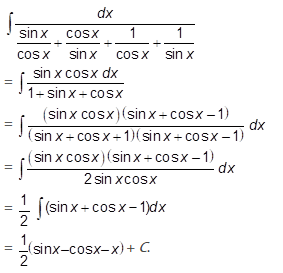 ∫ dx / (sin x/cos x + cos x/sin x + 1/cos x + 1/sin x)
= ∫ sin x cos x dx / (1 + sin x + cos x)
= ∫ (sin x cos x)(sin x + cos x − 1) / ((sin x + cos x + 1)(sin x + cos x − 1)) dx
= ∫ (sin x cos x)(sin x + cos x − 1) / (2 sin x cos x) dx
= 1/2 ∫(sin x + cos x − 1)dx
= 1/2 (sinx−cosx−x) + C.